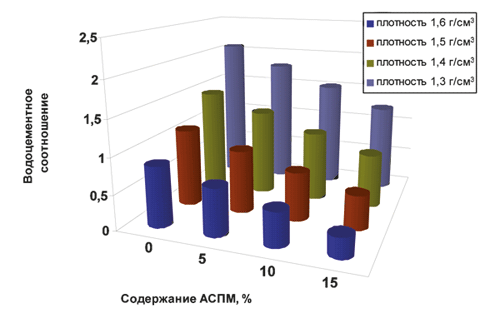 плотность 1,6 г/см³
плотность 1,5 г/см³
плотность 1,4 г/см³
плотность 1,3 г/см³
Водоцементное
соотношение
2,5
2
1,5
1
0,5
0
0
5
10
15
Содержание АСПМ, %